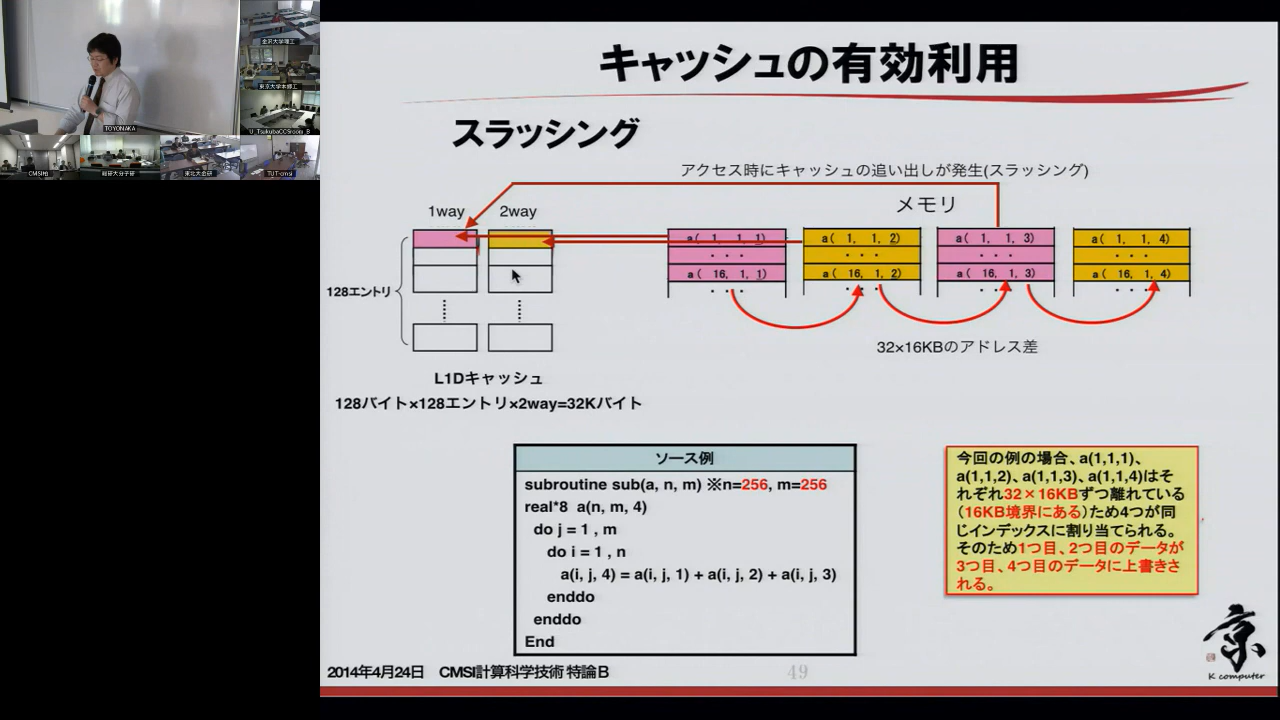 金沢大学理工
東京大学本郷工
TOYONAKA
U_TsukubaCCSroom_B
CMSI柏
総研大分子研
東北大金研
TUT-cmsi
キャッシュの有効利用
スラッシング
アクセス時にキャッシュの追い出しが発生(スラッシング)
1way
2way
メモリ
a( 1, 1, 1)
a( 1, 1, 2)
a( 1, 1, 3)
a( 1, 1, 4)
・・・
・・・
・・・
・・・
a( 16, 1, 1)
a( 16, 1, 2)
a( 16, 1, 3)
a( 16, 1, 4)
128エントリ
32×16KBのアドレス差
L1Dキャッシュ
128バイト×128エントリ×2way=32Kバイト
ソース例
subroutine sub(a, n, m) ※n=256, m=256
real*8 a(n, m, 4)
do j = 1 , m
do i = 1 , n
a(i, j, 4) = a(i, j, 1) + a(i, j, 2) + a(i, j, 3)
enddo
enddo
End
今回の例の場合、a(1,1,1)、
a(1,1,2)、a(1,1,3)、a(1,1,4)はそ
れぞれ32×16KBずつ離れている
(16KB境界にある)ため4つが同
じインデックスに割り当てられる。
そのため1つ目、2つ目のデータが
3つ目、4つ目のデータに上書きさ
れる。
京
K computer
2014年4月24日 CMSI計算科学技術 特論B
49